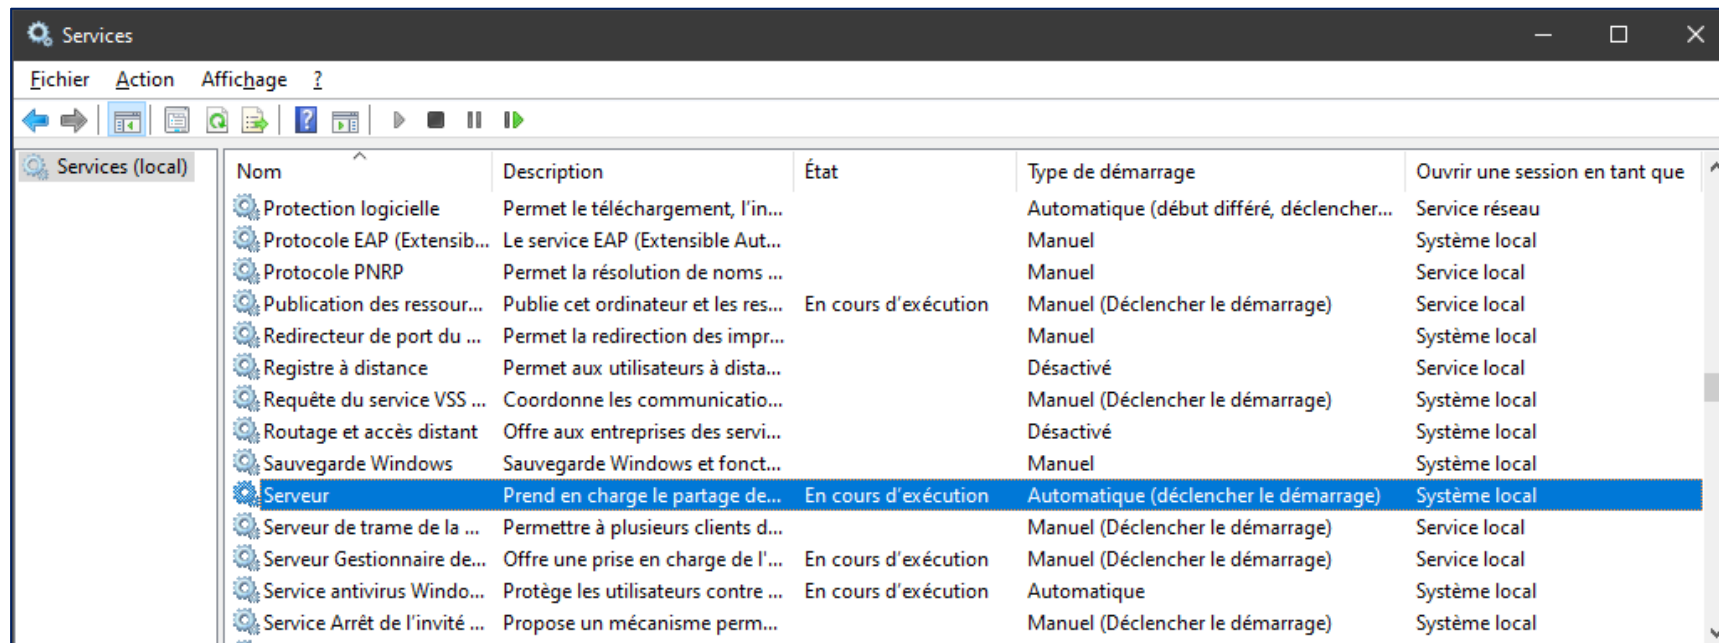 Services
Fichier Action Affichage ?
Services (local)
Nom Description État Type de démarrage Ouvrir une session en tant que
Protection logicielle Permet le téléchargement, l'in... Automatique (début différé, déclencher... Service réseau
Protocole EAP (Extensib... Le service EAP (Extensible Aut... Manuel Système local
Protocole PNRP Permet la résolution de noms ... Manuel Service local
Publication des ressour... Publie cet ordinateur et les res... En cours d'exécution Manuel (Déclencher le démarrage) Service local
Redirecteur de port du ... Permet la redirection des impr... Manuel Système local
Registre à distance Permet aux utilisateurs à dista... Désactivé Service local
Requête du service VSS ... Coordonne les communicatio... Manuel (Déclencher le démarrage) Système local
Routage et accès distant Offre aux entreprises des servi... Désactivé Système local
Sauvegarde Windows Sauvegarde Windows et fonct... Manuel Système local
Serveur Prend en charge le partage de... En cours d'exécution Automatique (déclencher le démarrage) Système local
Serveur de trame de la ... Permettre à plusieurs clients d... Manuel (Déclencher le démarrage) Service local
Serveur Gestionnaire de... Offre une prise en charge de l'... En cours d'exécution Manuel (Déclencher le démarrage) Service local
Service antivirus Windo... Protège les utilisateurs contre ... En cours d'exécution Automatique Système local
Service Arrêt de l'invité ... Propose un mécanisme perm... Manuel (Déclencher le démarrage) Système local